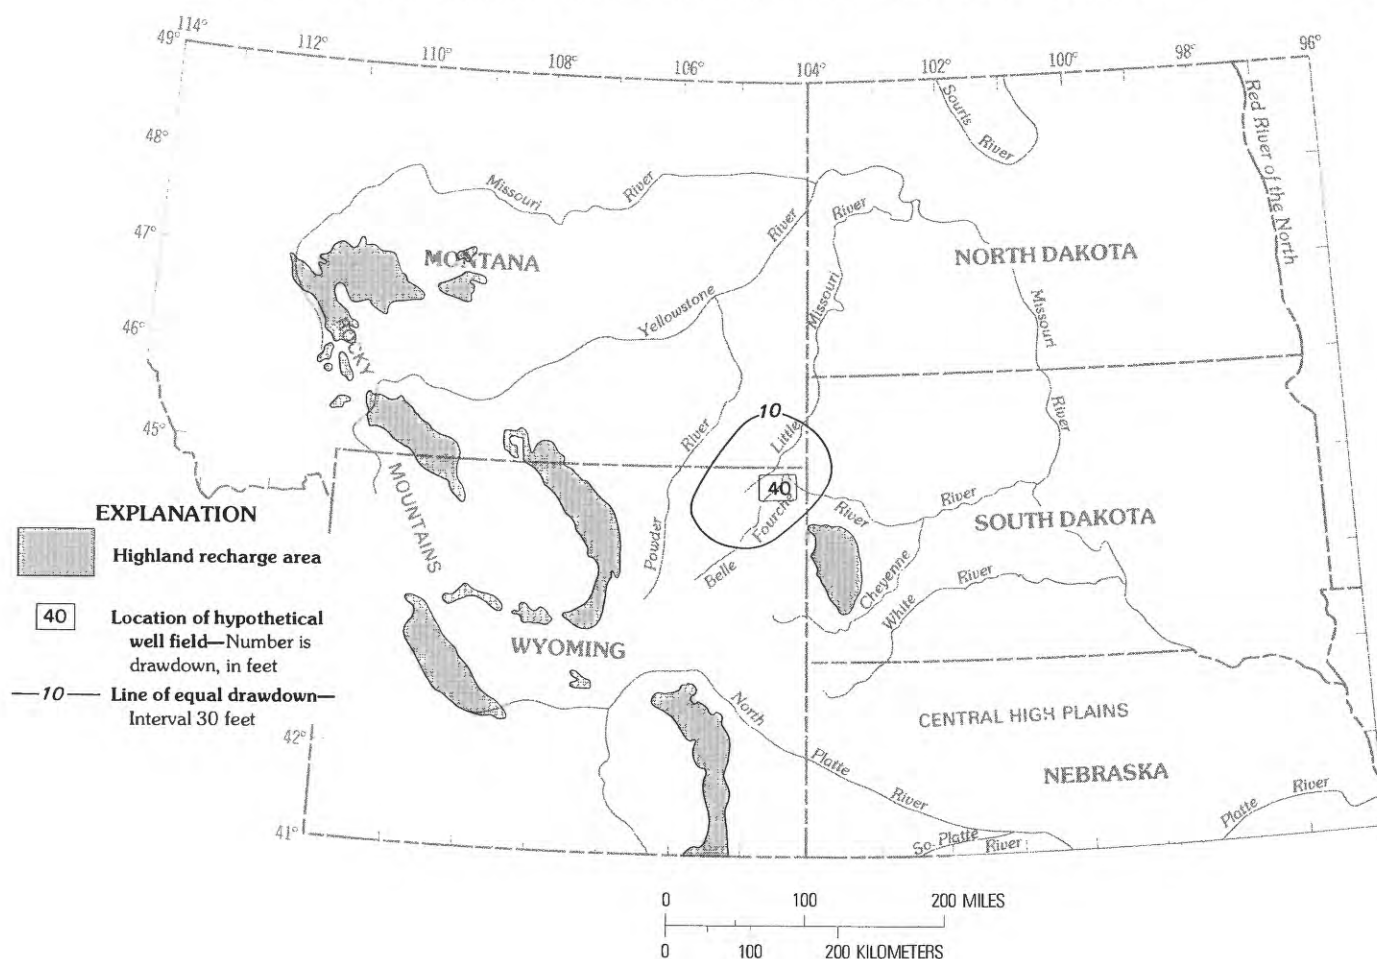 114°
49°
112°
110°
108°
106°
104°
102°
100°
98°
96°
48°
47°
46°
45°
42°
41°
Souris
River
Red River of the North
Missouri
River
River
River
MONTANA
NORTH DAKOTA
Missouri
Missouri
River
Yellowstone
ROCKY
MOUNTAINS
10
Little
River
40
Fourche
Belle
Powder
River
River
SOUTH DAKOTA
Cheyenne
White
River
WYOMING
North
Platte
River
CENTRAL HIGH PLAINS
NEBRASKA
So. Platte
River
Platte
River
EXPLANATION
Highland recharge area
40
Location of hypothetical
well field—Number is
drawdown, in feet
—10— Line of equal drawdown—
Interval 30 feet
0 100 200 MILES
0 100 200 KILOMETERS